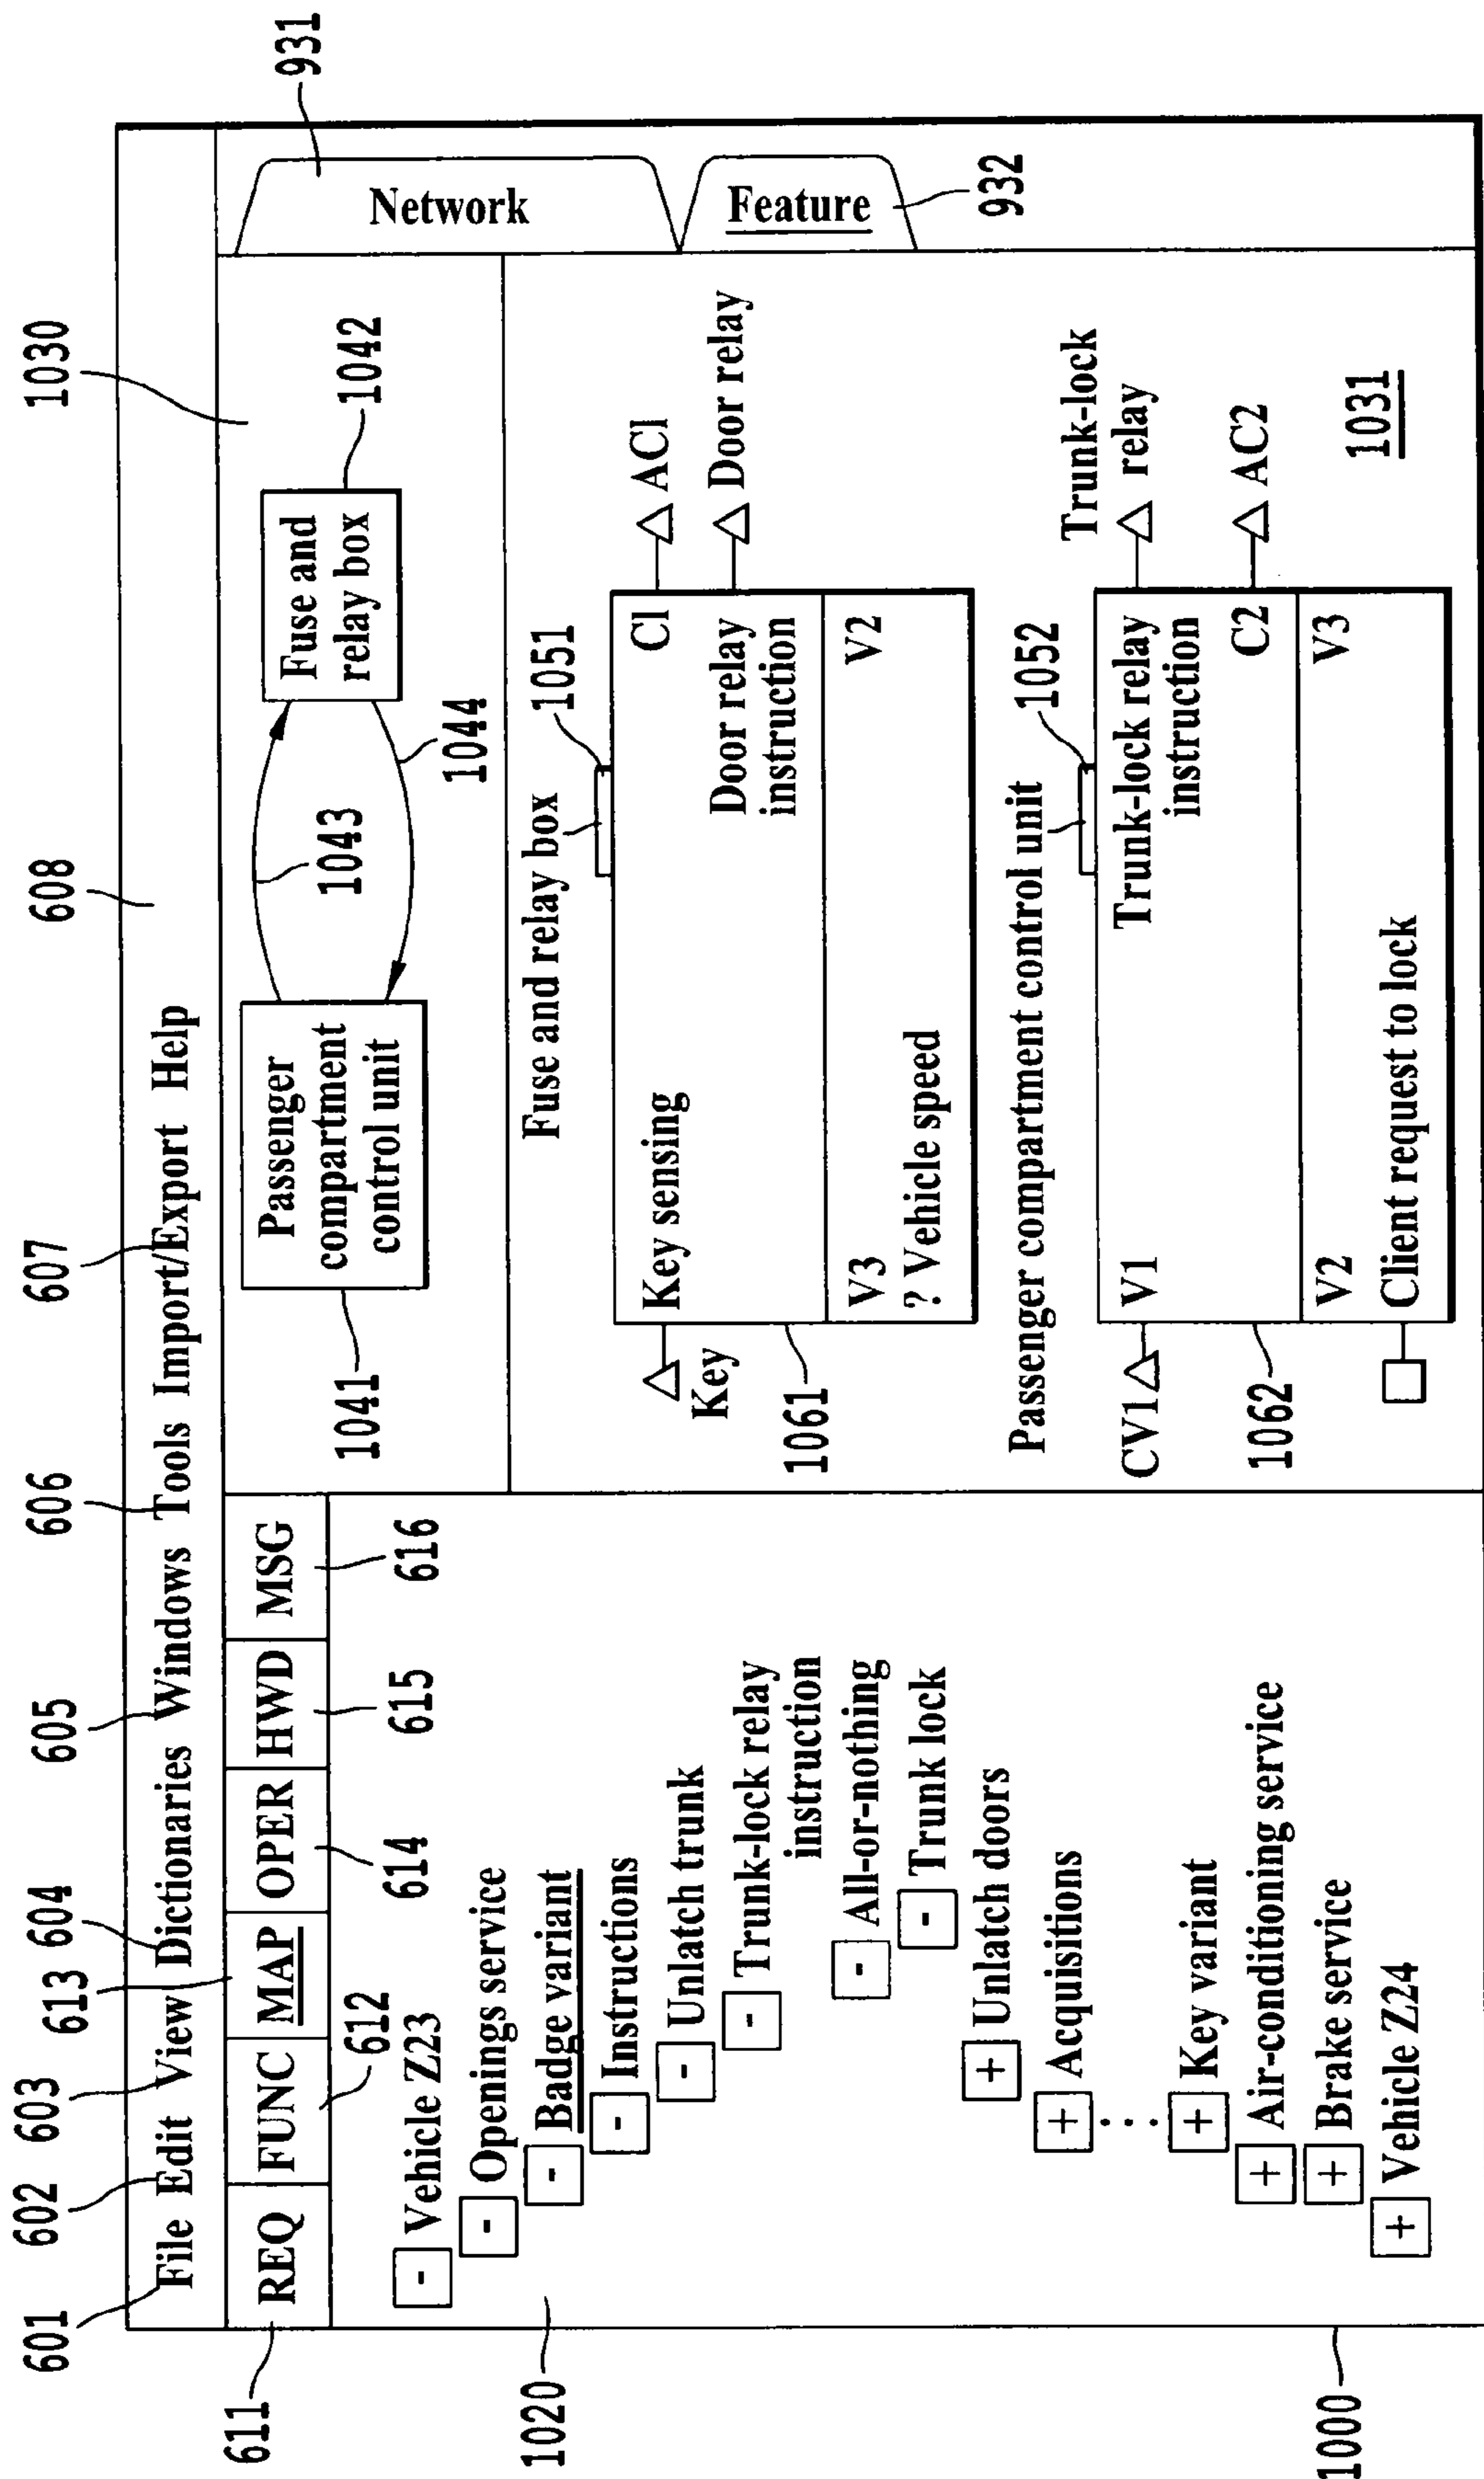 601 602 603 613 604 605 606 607 608 1030 931
File Edit View Dictionaries Windows Tools Import/Export Help
611 REQ FUNC MAP OPER HWD MSG
612 614 615 616
1020
- Vehicle Z23
- Openings service
- Badge variant
- Instructions
- Unlatch trunk
- Trunk-lock relay
instruction
- All-or-nothing
- Trunk lock
+ Unlatch doors
+ Acquisitions
...
+ Key variant
+ Air-conditioning service
+ Brake service
+ Vehicle Z24
1000
1041
Passenger
compartment
control unit
1043
1044
Fuse and
relay box
1042
Network
Feature
932
Fuse and relay box 1051
Key sensing C1 AC1
Key
Door relay Door relay
instruction
1061
V3 V2
? Vehicle speed
Passenger compartment control unit 1052
Trunk-lock
CV1 V1 Trunk-lock relay relay
instruction
1062 C2 AC2
V2 V3
Client request to lock
1031